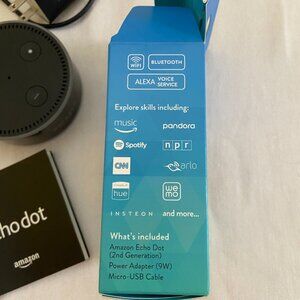 WiFi
BLUETOOTH
ALEXA VOICE SERVICE
Explore skills including:
music
pandora
Spotify
n p r
CNN
arlo
hue
wemo
INSTEON
and more...
What's included
Amazon Echo Dot
(2nd Generation)
Power Adapter (9W)
Micro-USB Cable
echo dot
amazon